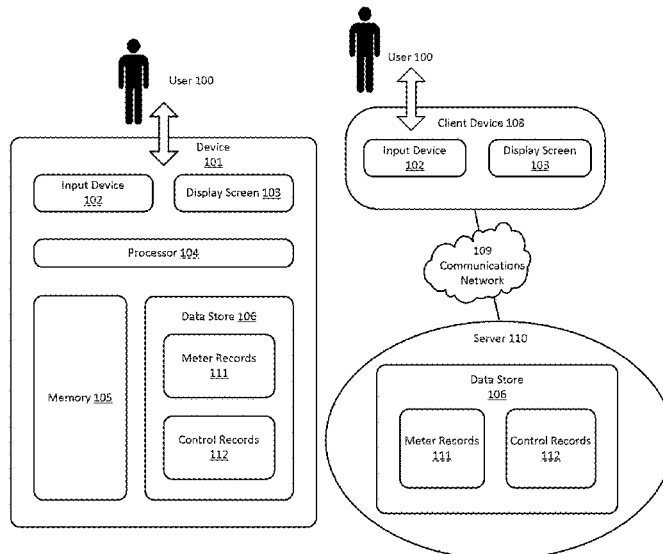 User 100
Device
101
Input Device
102
Display Screen 103
Processor 104
Memory 105
Data Store 106
Meter Records
111
Control Records
112
User 100
Client Device 108
Input Device
102
Display Screen
103
109
Communications
Network
Server 110
Data Store
106
Meter Records
111
Control Records
112